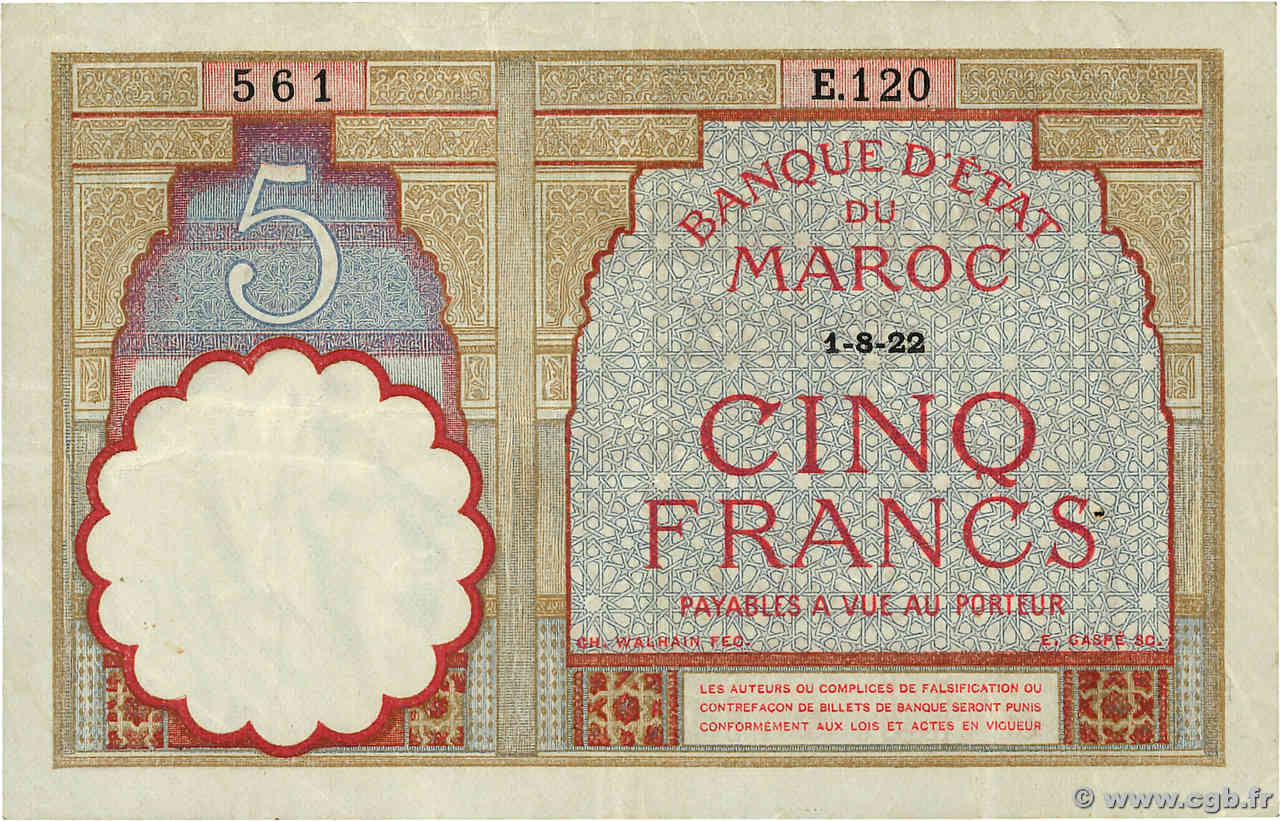 561
E.120
5
BANQUE D'ÉTAT
DU
MAROC
1-8-22
CINQ
FRANCS
PAYABLES A VUE AU PORTEUR
CH. WALHAIN FEC.
E. GASPÉ SC.
LES AUTEURS OU COMPLICES DE FALSIFICATION OU
CONTREFAÇON DE BILLETS DE BANQUE SERONT PUNIS
CONFORMÉMENT AUX LOIS ET ACTES EN VIGUEUR
© www.cgb.fr